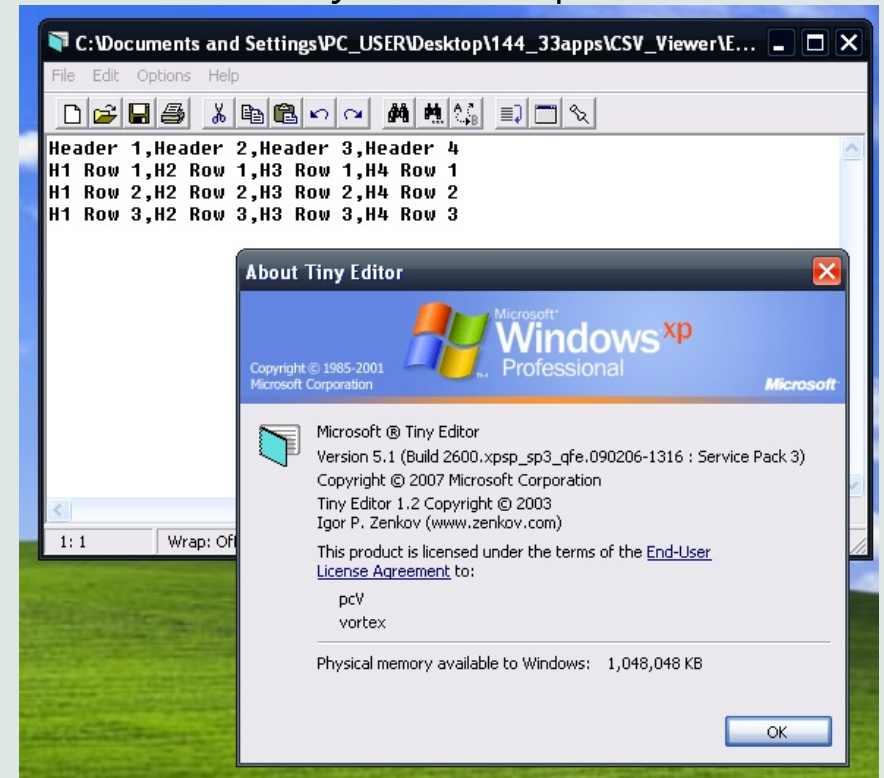 C:\Documents and Settings\PC_USER\Desktop\144_33apps\CSV_Viewer\E...
File Edit Options Help
Header 1,Header 2,Header 3,Header 4
H1 Row 1,H2 Row 1,H3 Row 1,H4 Row 1
H1 Row 2,H2 Row 2,H3 Row 2,H4 Row 2
H1 Row 3,H2 Row 3,H3 Row 3,H4 Row 3
1: 1 Wrap: Off
About Tiny Editor
Microsoft®
Windows xp
Professional
Copyright © 1985-2001
Microsoft Corporation
Microsoft
Microsoft ® Tiny Editor
Version 5.1 (Build 2600.xpsp_sp3_qfe.090206-1316 : Service Pack 3)
Copyright © 2007 Microsoft Corporation
Tiny Editor 1.2 Copyright © 2003
Igor P. Zenkov (www.zenkov.com)
This product is licensed under the terms of the End-User
License Agreement to:
pcV
vortex
Physical memory available to Windows: 1,048,048 KB
OK